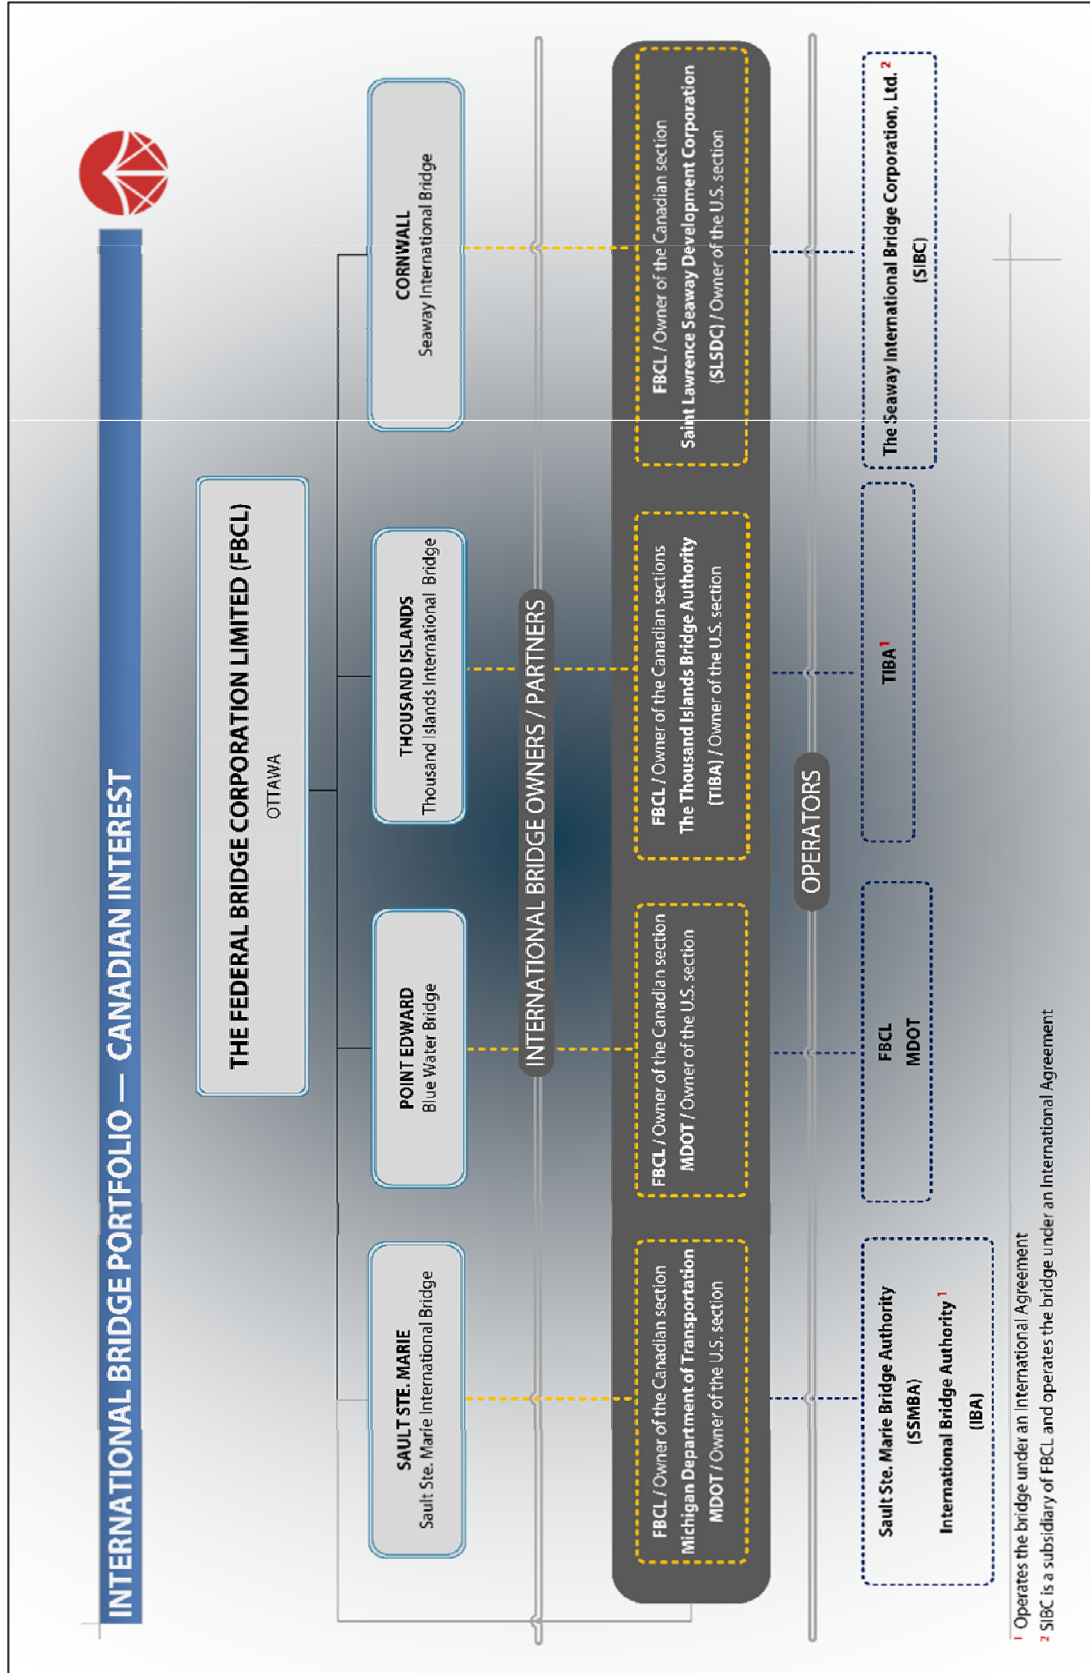 INTERNATIONAL BRIDGE PORTFOLIO — CANADIAN INTEREST
THE FEDERAL BRIDGE CORPORATION LIMITED (FBCL)
OTTAWA
SAULT STE. MARIE
Sault Ste. Marie International Bridge
POINT EDWARD
Blue Water Bridge
THOUSAND ISLANDS
Thousand Islands International Bridge
CORNWALL
Seaway International Bridge
INTERNATIONAL BRIDGE OWNERS / PARTNERS
FBCL / Owner of the Canadian section
Michigan Department of Transportation
MDOT / Owner of the U.S. section
FBCL / Owner of the Canadian section
MDOT / Owner of the U.S. section
FBCL / Owner of the Canadian sections
The Thousand Islands Bridge Authority
(TIBA) / Owner of the U.S. section
FBCL / Owner of the Canadian section
Saint Lawrence Seaway Development Corporation
(SLSDC) / Owner of the U.S. section
OPERATORS
Sault Ste. Marie Bridge Authority
(SSMBA)
International Bridge Authority 1
(IBA)
FBCL
MDOT
TIBA1
The Seaway International Bridge Corporation, Ltd. 2
(SIBC)
1 Operates the bridge under an International Agreement
2 SIBC is a subsidiary of FBCL and operates the bridge under an International Agreement